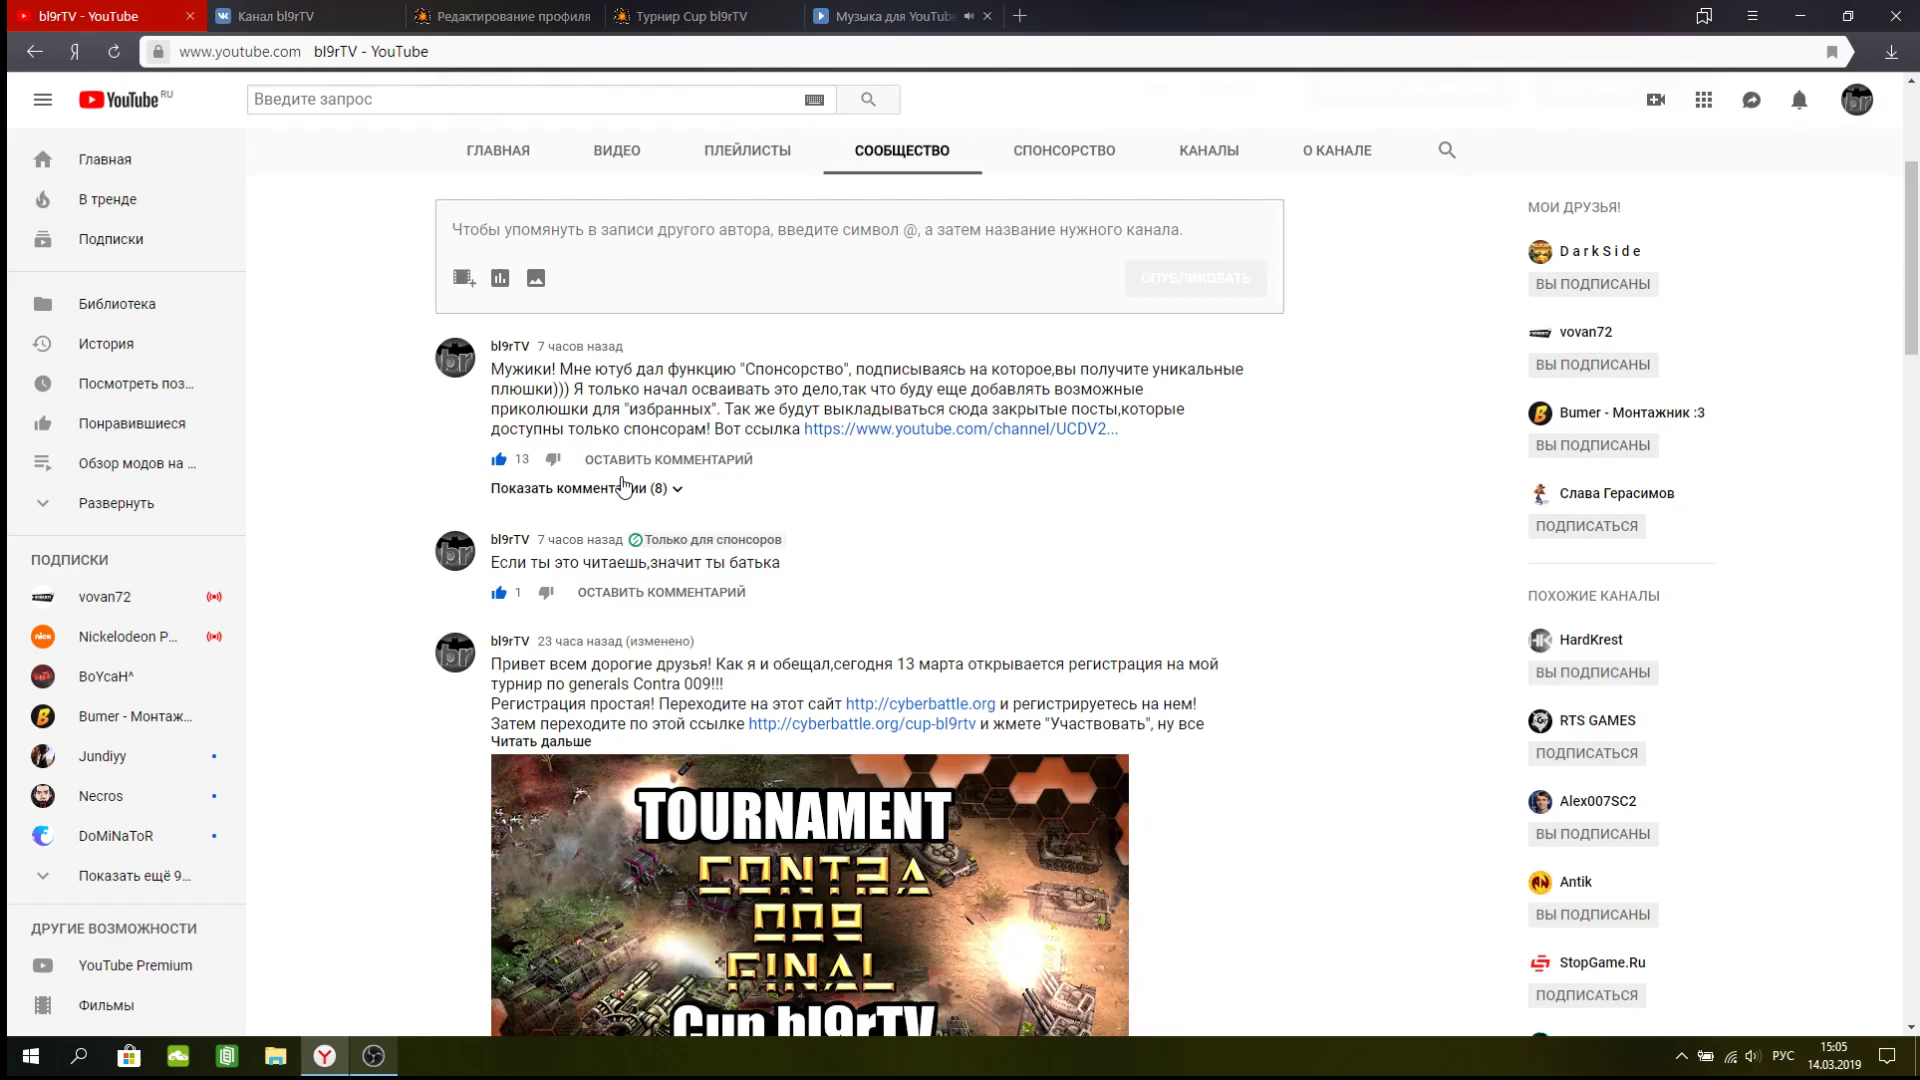 bl9rTV - YouTube
Канал bl9rTV
Редактирование профиля
Турнир Cup bl9rTV
Музыка для YouTube
www.youtube.com bl9rTV - YouTube
YouTube RU
Введите запрос
br
ГЛАВНАЯ
ВИДЕО
ПЛЕЙЛИСТЫ
СООБЩЕСТВО
СПОНСОРСТВО
КАНАЛЫ
О КАНАЛЕ
Главная
В тренде
Подписки
Библиотека
История
Посмотреть поз...
Понравившиеся
Обзор модов на ...
Развернуть
ПОДПИСКИ
vovan72
Nickelodeon P...
BoYcaH^
Bumer - Монтаж...
Jundiyy
Necros
DoMiNaToR
Показать ещё 9...
ДРУГИЕ ВОЗМОЖНОСТИ
YouTube Premium
Фильмы
Чтобы упомянуть в записи другого автора, введите символ @, а затем название нужного канала.
ОПУБЛИКОВАТЬ
br
bl9rTV 7 часов назад
Мужики! Мне ютуб дал функцию "Спонсорство", подписываясь на которое,вы получите уникальные
плюшки))) Я только начал осваивать это дело,так что буду еще добавлять возможные
приколюшки для "избранных". Так же будут выкладываться сюда закрытые посты,которые
доступны только спонсорам! Вот ссылка https://www.youtube.com/channel/UCDV2...
13 ОСТАВИТЬ КОММЕНТАРИЙ
Показать комментарии (8)
br
bl9rTV 7 часов назад Только для спонсоров
Если ты это читаешь,значит ты батька
1 ОСТАВИТЬ КОММЕНТАРИЙ
br
bl9rTV 23 часа назад (изменено)
Привет всем дорогие друзья! Как я и обещал,сегодня 13 марта открывается регистрация на мой
турнир по generals Contra 009!!!
Регистрация простая! Переходите на этот сайт http://cyberbattle.org и регистрируетесь на нем!
Затем переходите по этой ссылке http://cyberbattle.org/cup-bl9rtv и жмете "Участвовать", ну все
Читать дальше
TOURNAMENT
CONTRA
009
FINAL
Cup bl9rTV
МОИ ДРУЗЬЯ!
D a r k S i d e
ВЫ ПОДПИСАНЫ
vovan72
ВЫ ПОДПИСАНЫ
Bumer - Монтажник :3
ВЫ ПОДПИСАНЫ
Слава Герасимов
ПОДПИСАТЬСЯ
ПОХОЖИЕ КАНАЛЫ
HardKrest
ВЫ ПОДПИСАНЫ
RTS GAMES
ПОДПИСАТЬСЯ
Alex007SC2
ВЫ ПОДПИСАНЫ
Antik
ВЫ ПОДПИСАНЫ
StopGame.Ru
ПОДПИСАТЬСЯ
РУС
15:05
14.03.2019